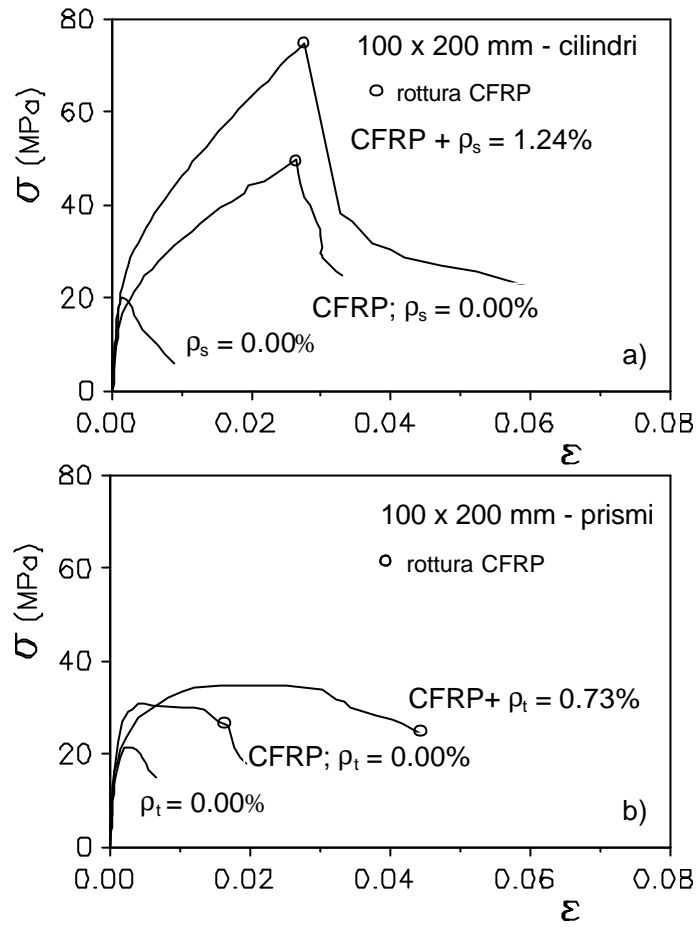 80
100 x 200 mm - cilindri
rottura CFRP
60
CFRP + ρs = 1.24%
σ (MPa)
40
20
CFRP; ρs = 0.00%
ρs = 0.00%
a)
0
0.00 0.02 0.04 0.06 0.08
ε
80
100 x 200 mm - prismi
rottura CFRP
60
σ (MPa)
40
CFRP+ ρt = 0.73%
20
CFRP; ρt = 0.00%
ρt = 0.00%
b)
0
0.00 0.02 0.04 0.06 0.08
ε